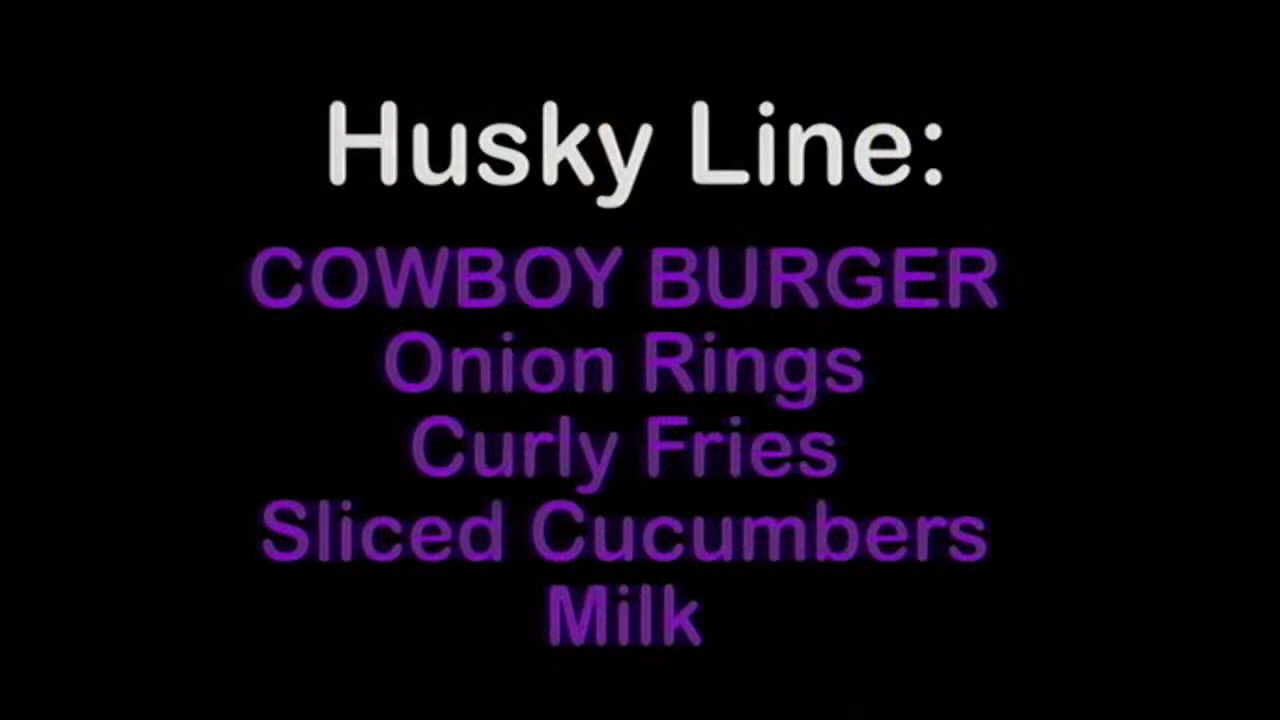 Husky Line:
COWBOY BURGER
Onion Rings
Curly Fries
Sliced Cucumbers
Milk